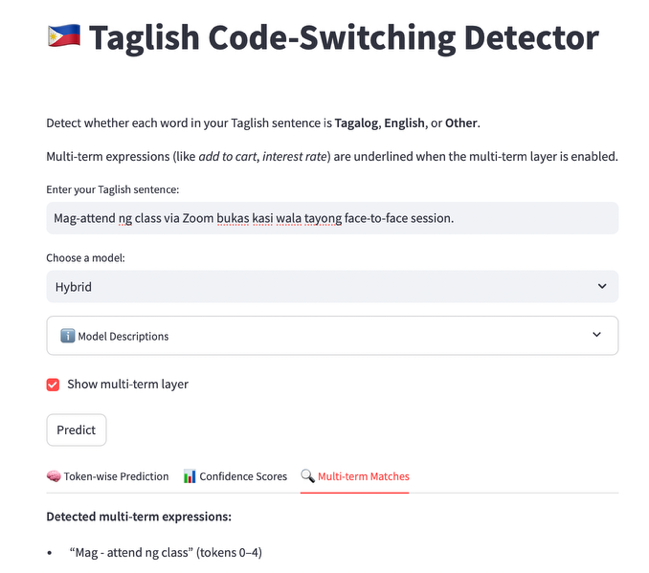 🇵🇭 Taglish Code-Switching Detector
Detect whether each word in your Taglish sentence is Tagalog, English, or Other.
Multi-term expressions (like add to cart, interest rate) are underlined when the multi-term layer is enabled.
Enter your Taglish sentence:
Mag-attend ng class via Zoom bukas kasi wala tayong face-to-face session.
Choose a model:
Hybrid
ℹ️ Model Descriptions
Show multi-term layer
Predict
🧠 Token-wise Prediction 📊 Confidence Scores 🔍 Multi-term Matches
Detected multi-term expressions:
• “Mag - attend ng class” (tokens 0–4)